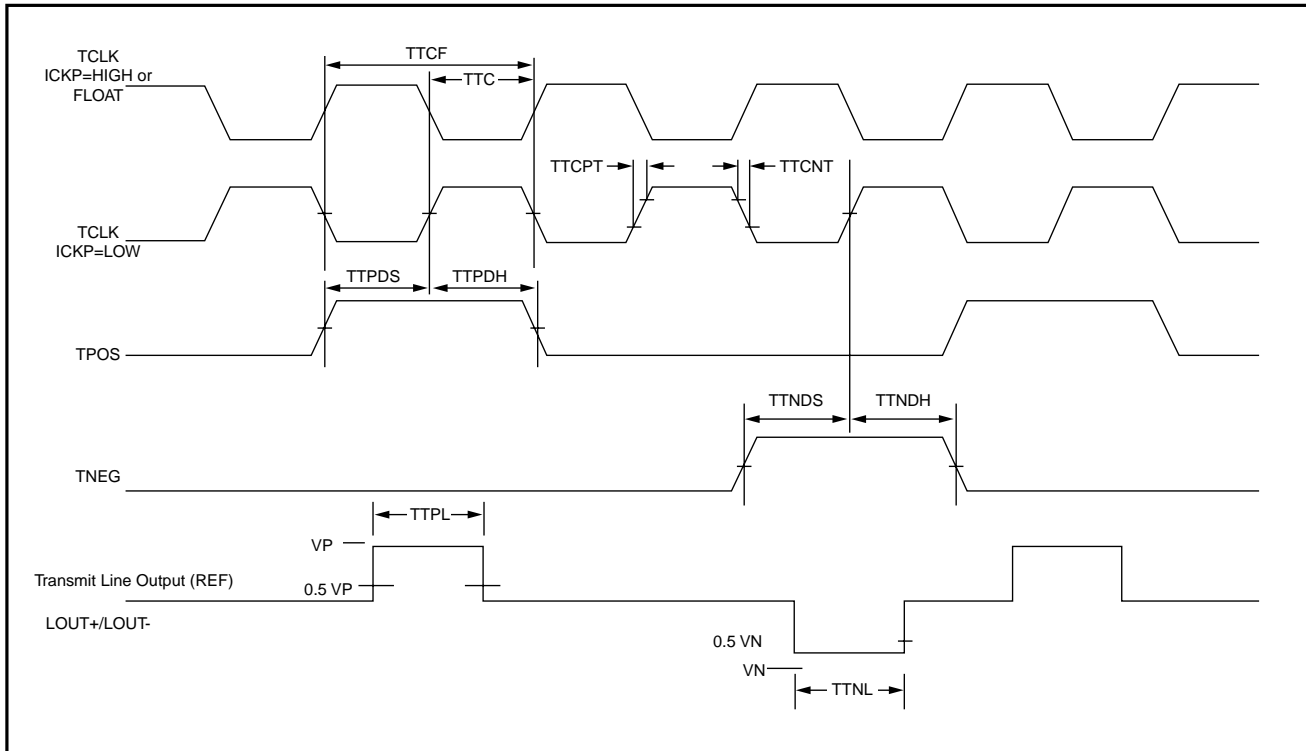 TCLK
ICKP=HIGH or
FLOAT
TTCF
TTC
TTCPT
TTCNT
TCLK
ICKP=LOW
TTPDS
TTPDH
TPOS
TTNDS
TTNDH
TNEG
TTPL
VP
Transmit Line Output (REF)
0.5 VP
LOUT+/LOUT-
0.5 VN
VN
TTNL